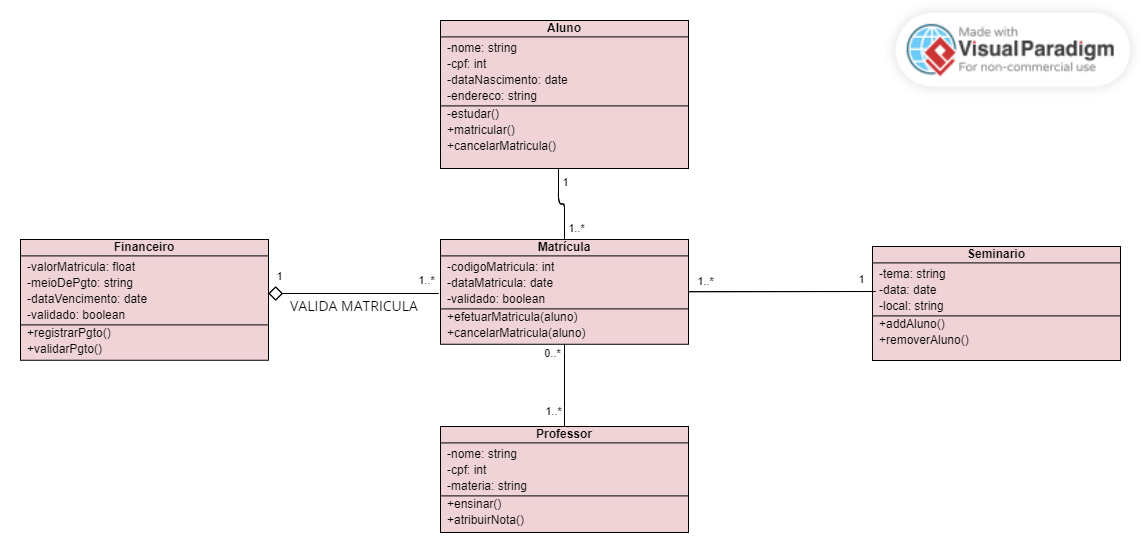 Aluno
-nome: string
-cpf: int
-dataNascimento: date
-endereco: string
-estudar()
+matricular()
+cancelarMatricula()
Made with
Visual Paradigm
For non-commercial use
1
1..*
Financeiro
-valorMatricula: float
-meioDePgto: string
-dataVencimento: date
-validado: boolean
+registrarPgto()
+validarPgto()
1
1..*
VALIDA MATRICULA
Matrícula
-codigoMatricula: int
-dataMatricula: date
-validado: boolean
+efetuarMatricula(aluno)
+cancelarMatricula(aluno)
1..*
1
Seminario
-tema: string
-data: date
-local: string
+addAluno()
+removerAluno()
0..*
1..*
Professor
-nome: string
-cpf: int
-materia: string
+ensinar()
+atribuirNota()